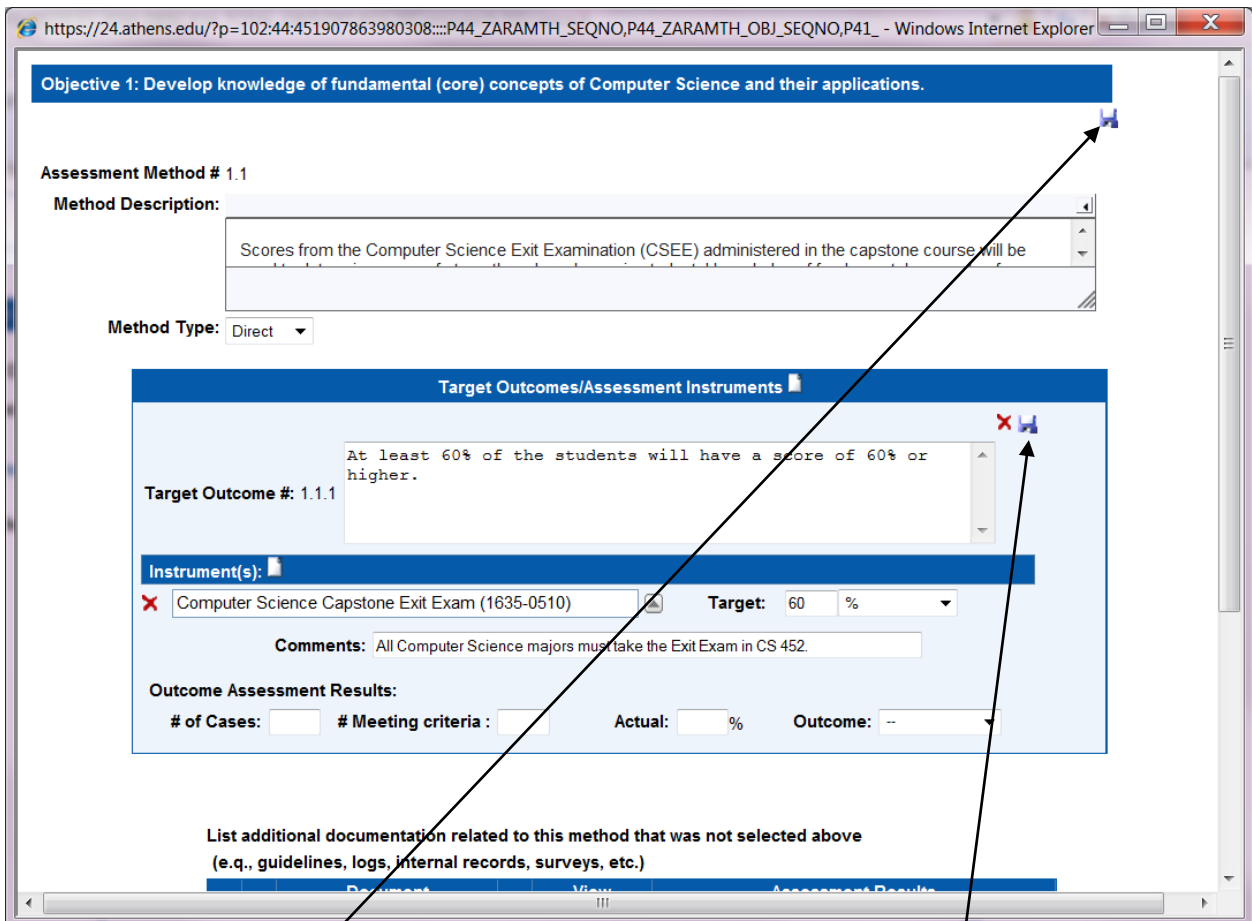 https://24.athens.edu/?p=102:44:451907863980308::::P44_ZARAMTH_SEQNO,P44_ZARAMTH_OBJ_SEQNO,P41_ - Windows Internet Explorer
Objective 1: Develop knowledge of fundamental (core) concepts of Computer Science and their applications.
Assessment Method # 1.1
Method Description:
Scores from the Computer Science Exit Examination (CSEE) administered in the capstone course will be
Method Type: Direct
Target Outcomes/Assessment Instruments
At least 60% of the students will have a score of 60% or
higher.
Target Outcome #: 1.1.1
Instrument(s):
Computer Science Capstone Exit Exam (1635-0510) Target: 60 %
Comments: All Computer Science majors must take the Exit Exam in CS 452.
Outcome Assessment Results:
# of Cases: # Meeting criteria : Actual: % Outcome: --
List additional documentation related to this method that was not selected above
(e.g., guidelines, logs, internal records, surveys, etc.)
Document View Assessment Results